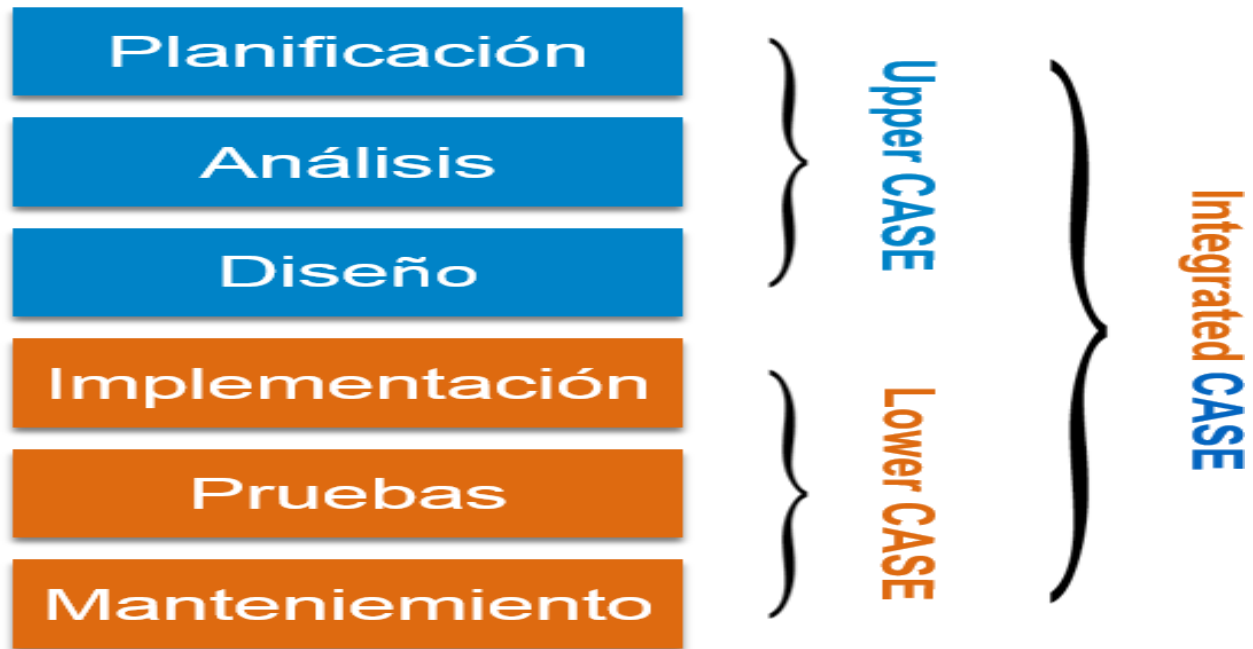 Planificación
Análisis
Diseño
Implementación
Pruebas
Manteniemiento
Upper CASE
Lower CASE
Integrated CASE